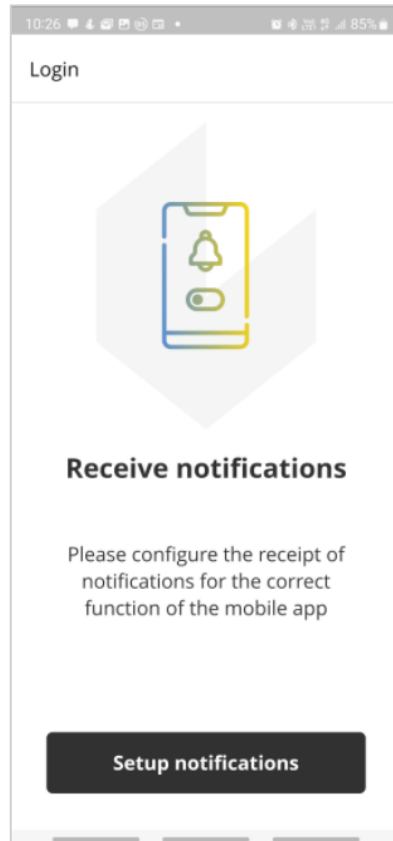 10:26
85%
Login
Receive notifications
Please configure the receipt of
notifications for the correct
function of the mobile app
Setup notifications